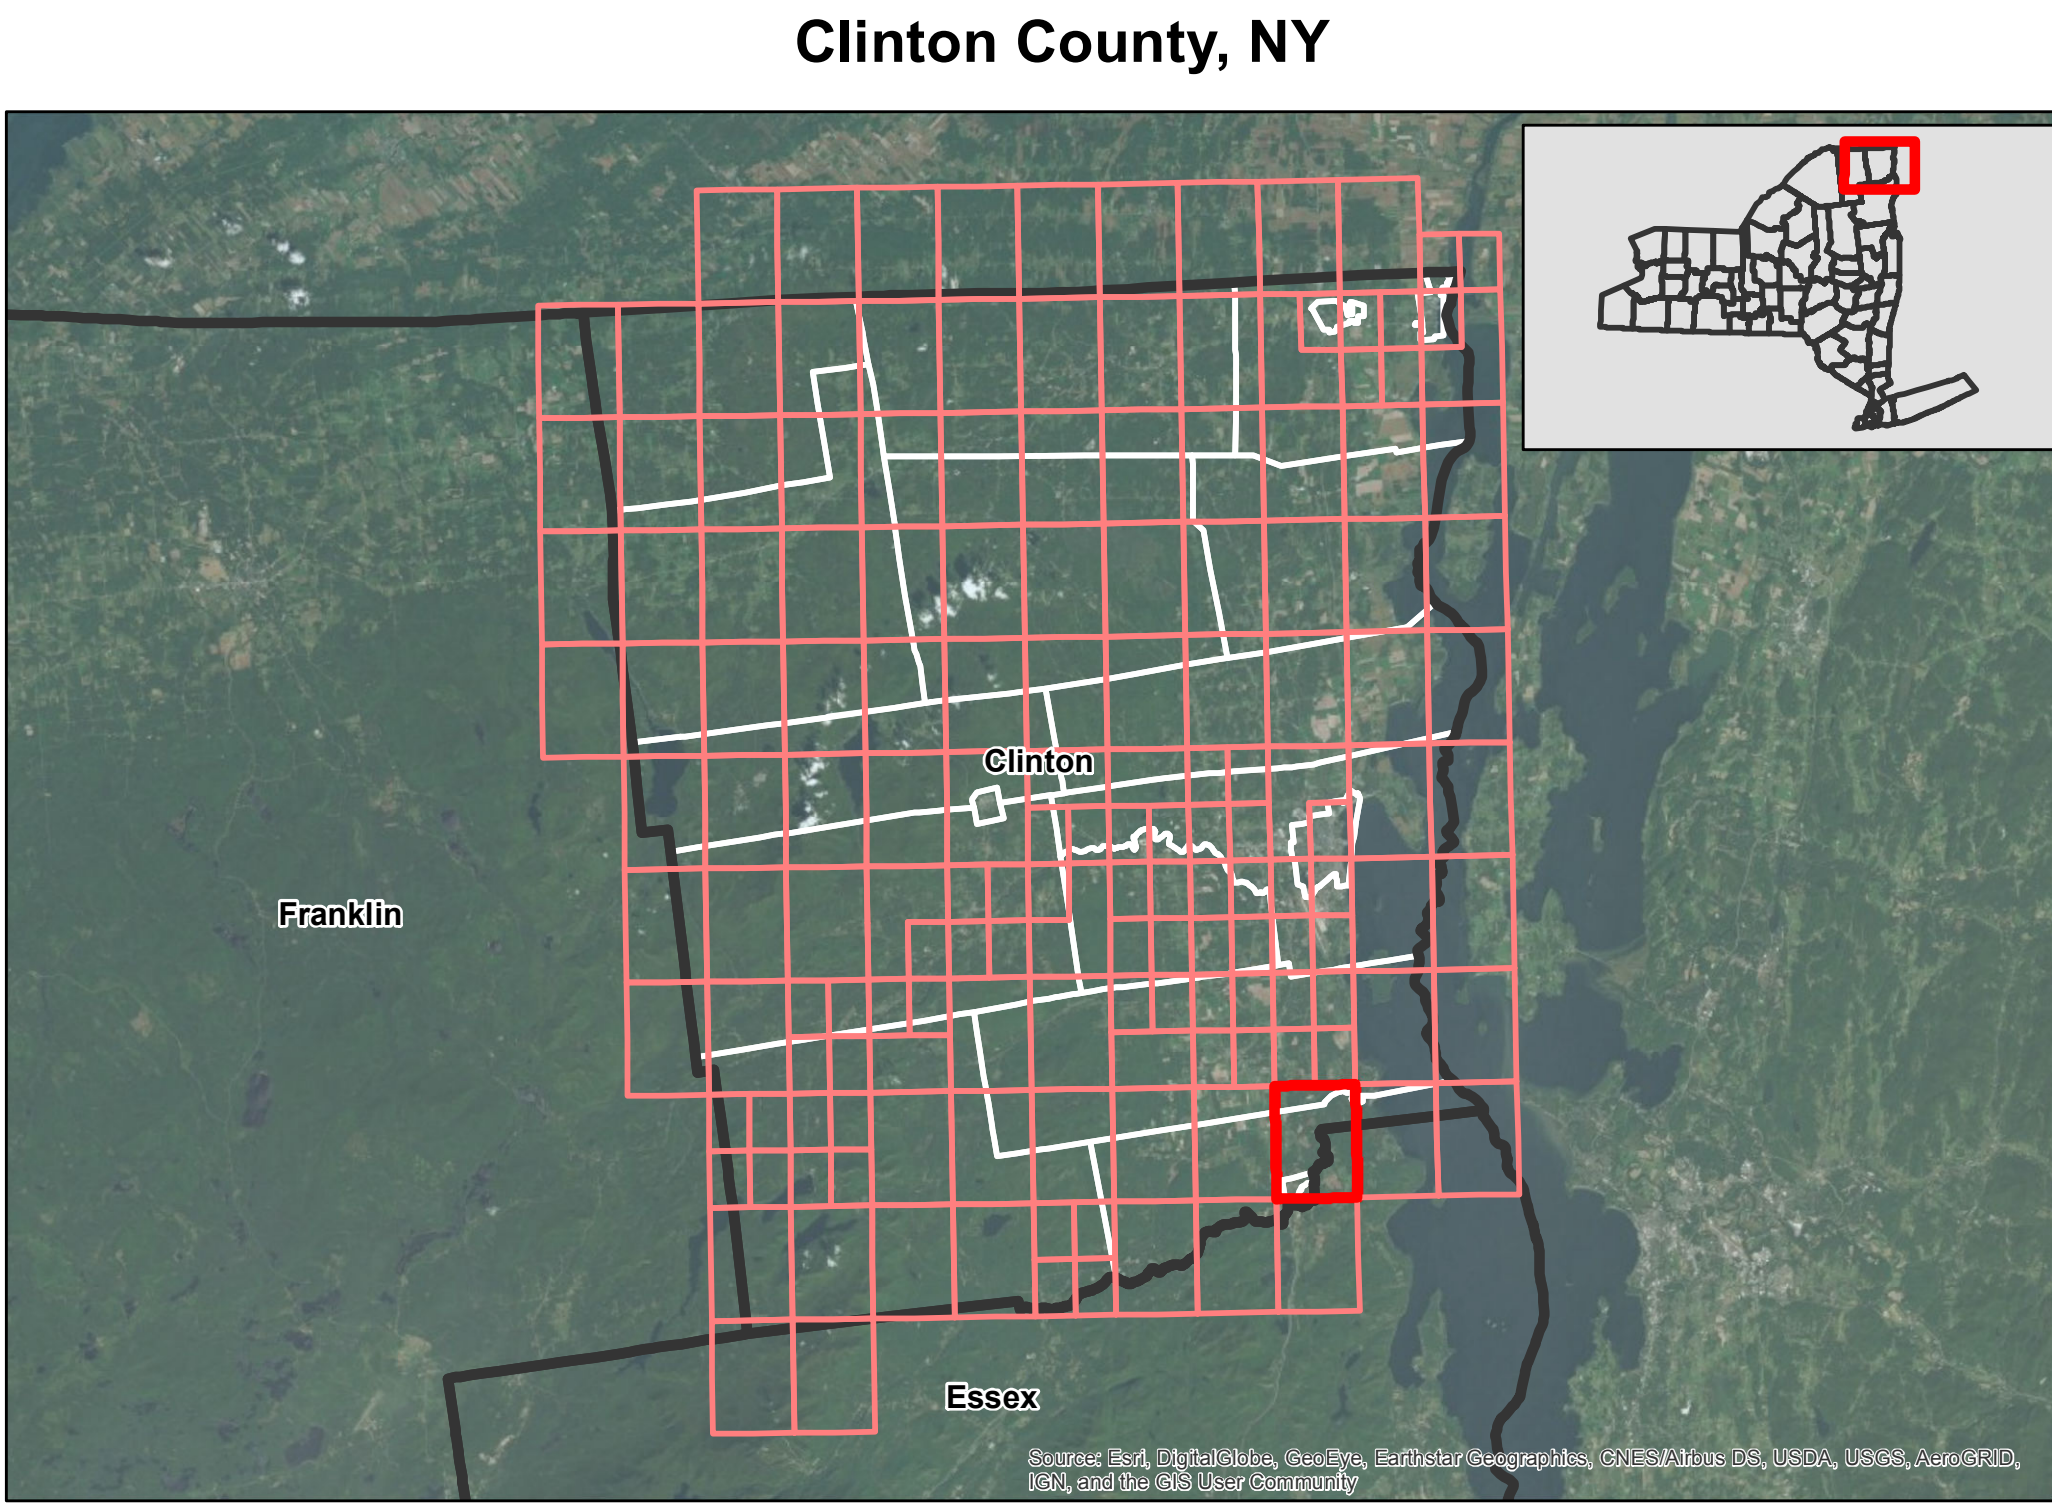 Clinton County, NY
Clinton
Franklin
Essex
Source: Esri, DigitalGlobe, GeoEye, Earthstar Geographics, CNES/Airbus DS, USDA, USGS, AeroGRID,
IGN, and the GIS User Community